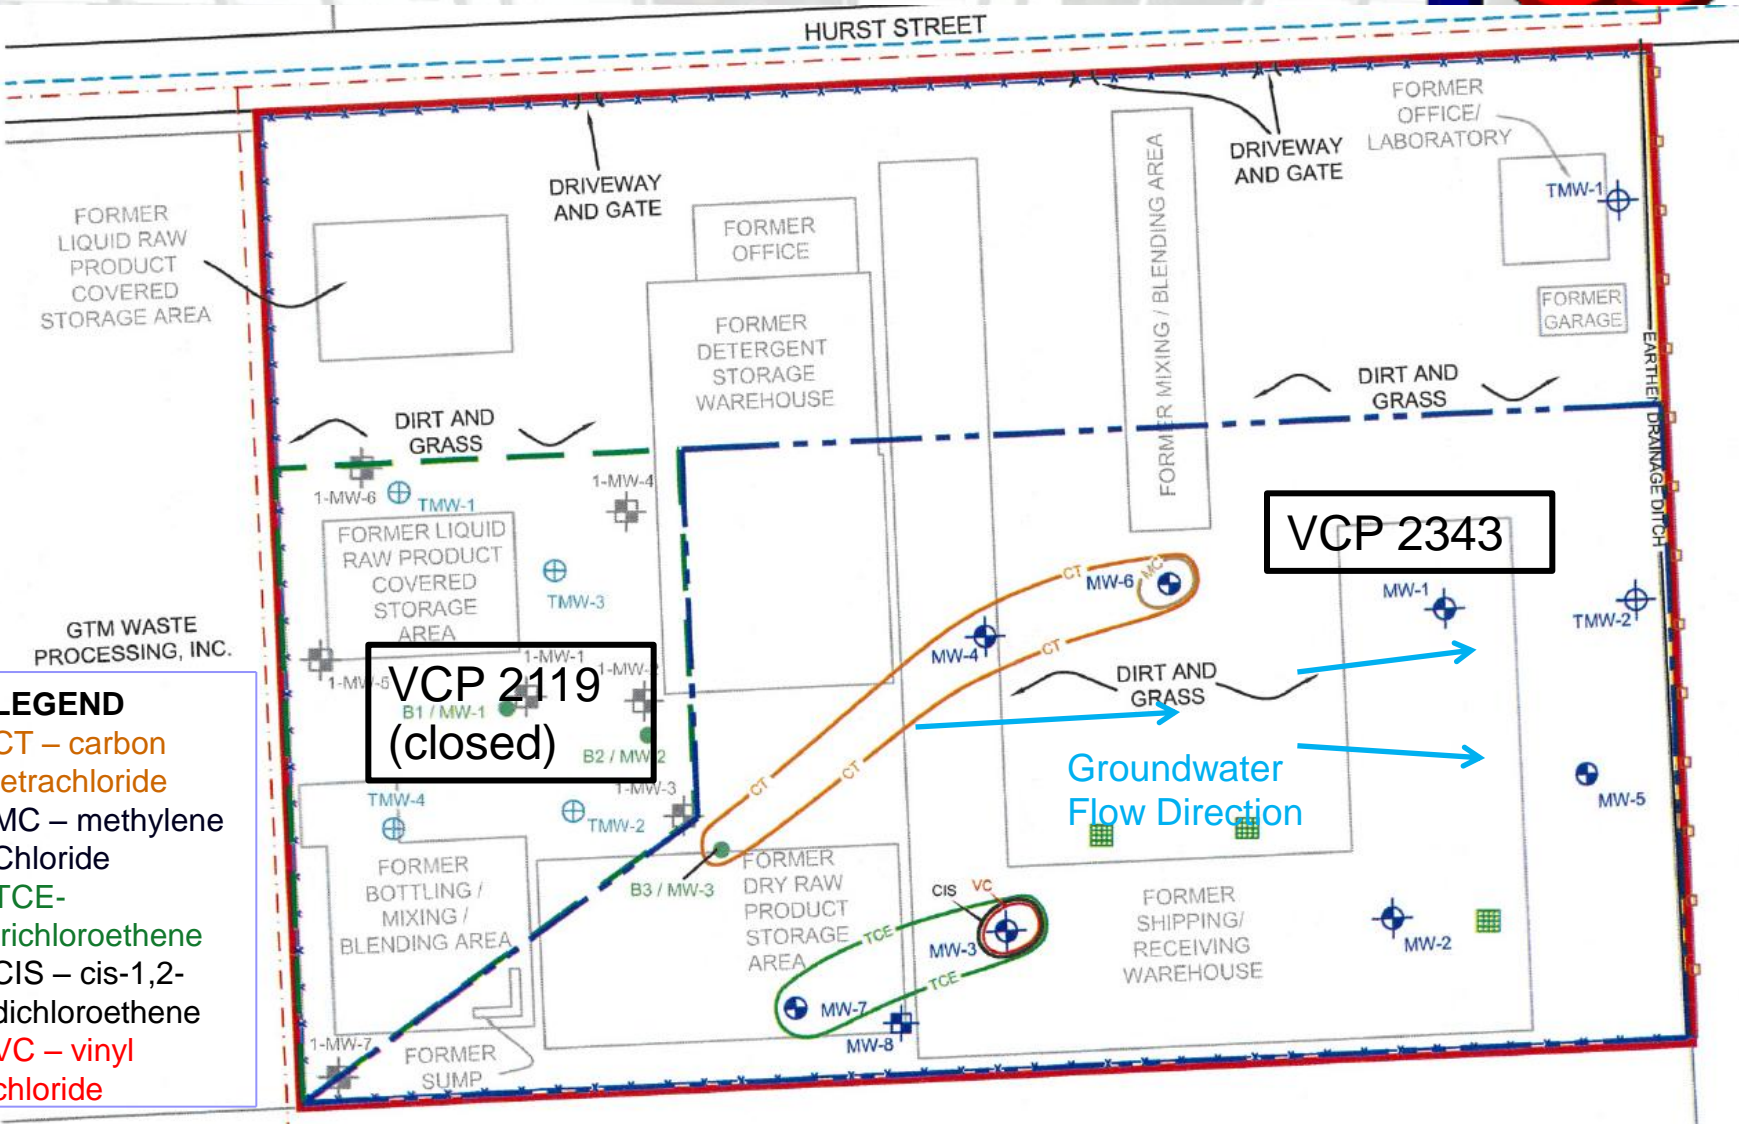 HURST STREET
FORMER
OFFICE/
LABORATORY
DRIVEWAY
AND GATE
DRIVEWAY
AND GATE
TMW-1
FORMER
LIQUID RAW
PRODUCT
COVERED
STORAGE AREA
FORMER
OFFICE
FORMER MIXING / BLENDING AREA
FORMER
GARAGE
FORMER
DETERGENT
STORAGE
WAREHOUSE
EARTHEN DRAINAGE DITCH
DIRT AND
GRASS
DIRT AND
GRASS
1-MW-6
TMW-1
1-MW-4
FORMER LIQUID
RAW PRODUCT
COVERED
STORAGE
AREA
TMW-3
VCP 2343
CT
MW-6
MC
MW-1
TMW-2
GTM WASTE
PROCESSING, INC.
1-MW-5
1-MW-1
MW-4
CT
DIRT AND
GRASS
VCP 2119
(closed)
B1 / MW-1
B2 / MW-2
1-MW-3
CT
CT
Groundwater
Flow Direction
MW-5
LEGEND
CT – carbon
tetrachloride
MC – methylene
Chloride
TCE-
trichloroethene
CIS – cis-1,2-
dichloroethene
VC – vinyl
chloride
TMW-4
TMW-2
FORMER
BOTTLING /
MIXING /
BLENDING AREA
B3 / MW-3
FORMER
DRY RAW
PRODUCT
STORAGE
AREA
CIS
VC
TCE
MW-3
TCE
FORMER
SHIPPING/
RECEIVING
WAREHOUSE
MW-2
MW-7
MW-8
1-MW-7
FORMER
SUMP